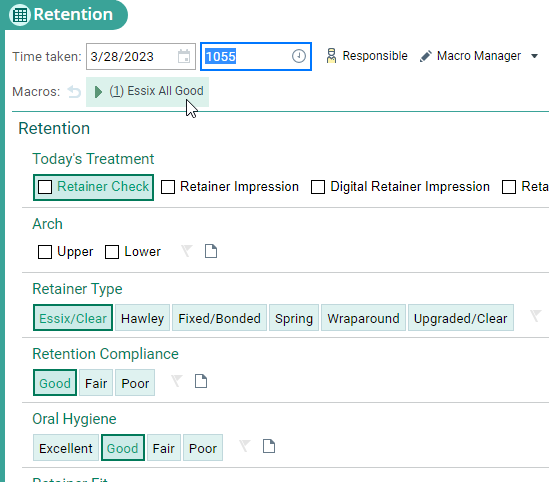 Retention
Time taken: 3/28/2023 1055 Responsible Macro Manager
Macros: (1) Essix All Good
Retention
Today's Treatment
Retainer Check Retainer Impression Digital Retainer Impression Reta
Arch
Upper Lower
Retainer Type
Essix/Clear Hawley Fixed/Bonded Spring Wraparound Upgraded/Clear
Retention Compliance
Good Fair Poor
Oral Hygiene
Excellent Good Fair Poor
Retainer Fit